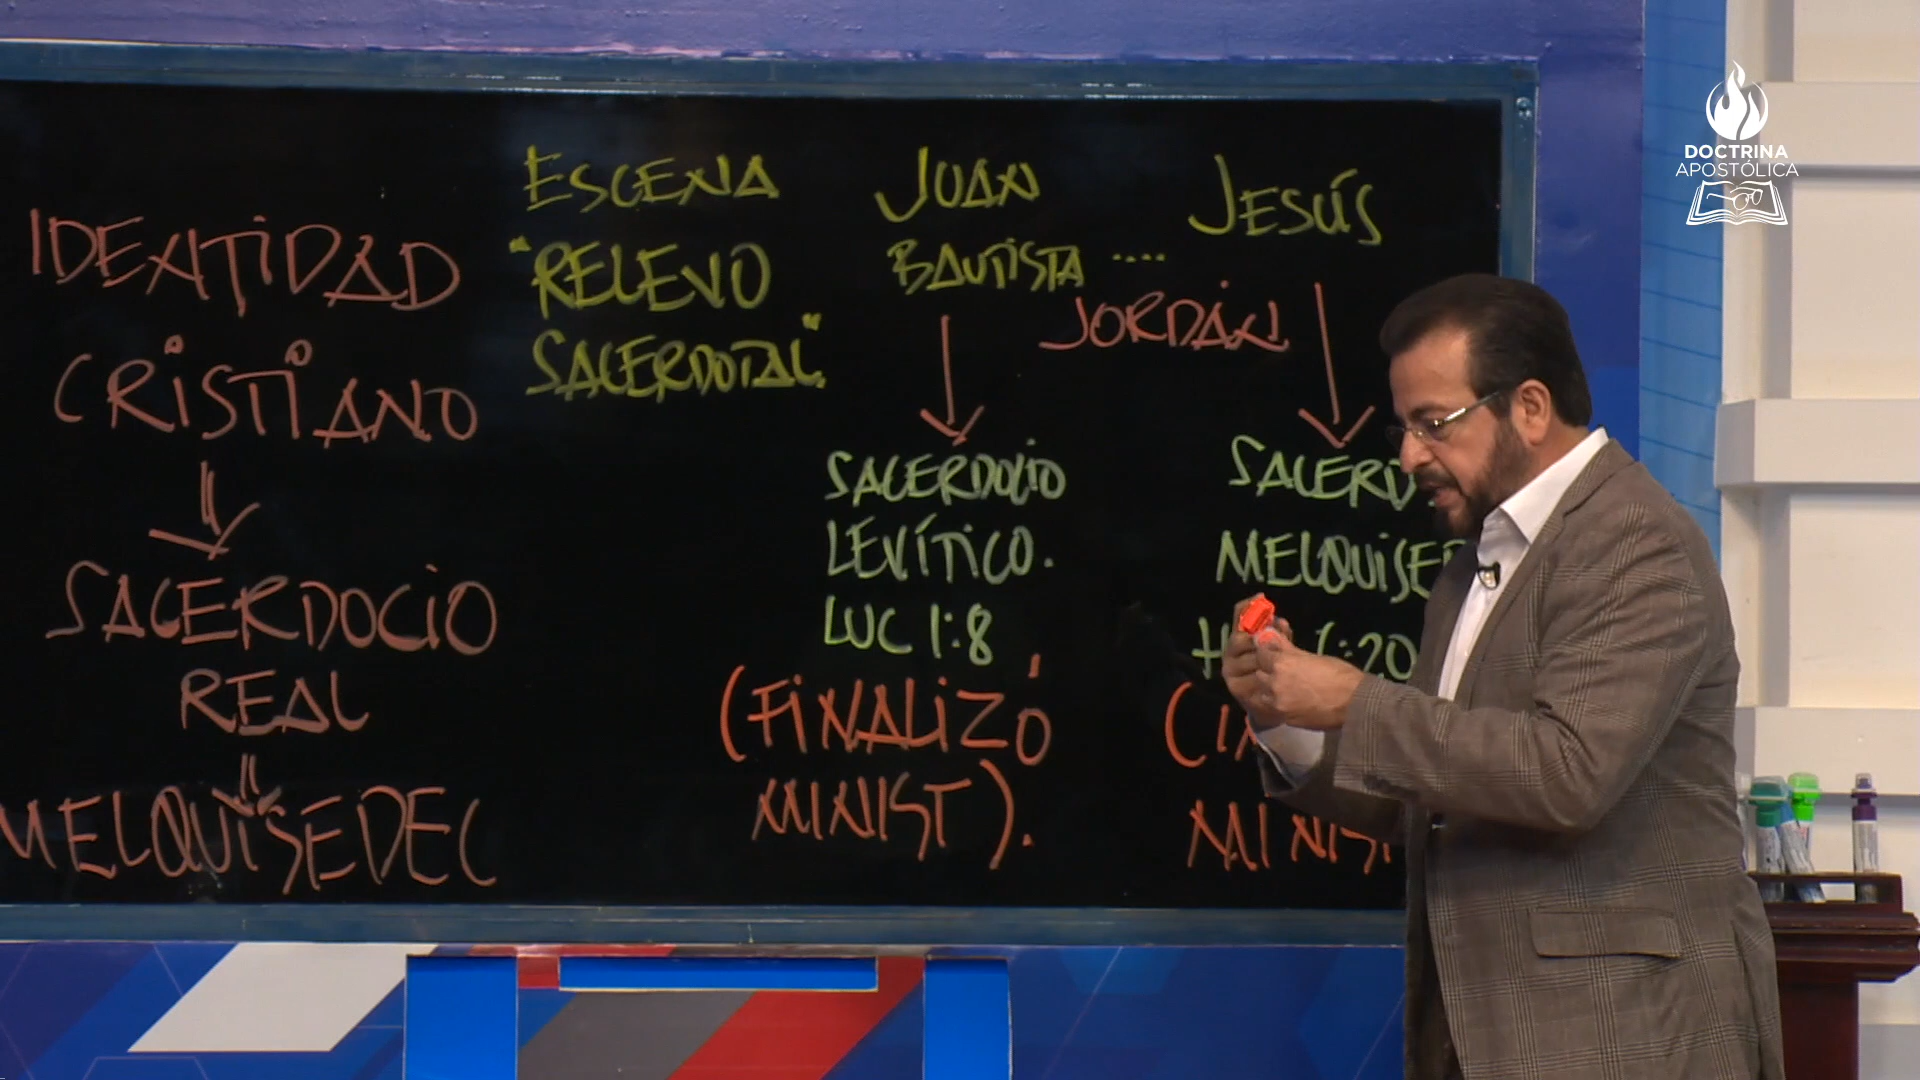 IDENTIDAD
CRISTIANO
SACERDOCIO
REAL
MELQUISEDEC
ESCENA
"RELEVO
SACERDOTAL"
JUAN
BAUTISTA ....
JORDÁN
SACERDOCIO
LEVÍTICO.
LUC 1:8
(FINALIZÓ
MINIST).
JESÚS
DOCTRINA
APOSTÓLICA